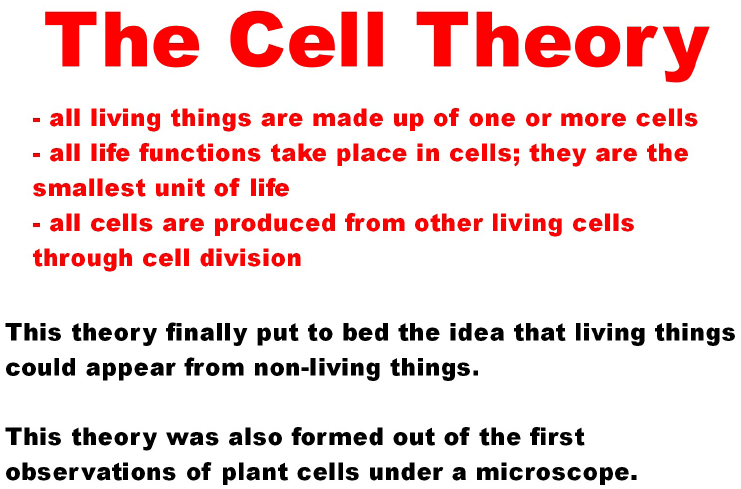 The Cell Theory
- all living things are made up of one or more cells
- all life functions take place in cells; they are the
smallest unit of life
- all cells are produced from other living cells
through cell division
This theory finally put to bed the idea that living things
could appear from non-living things.
This theory was also formed out of the first
observations of plant cells under a microscope.